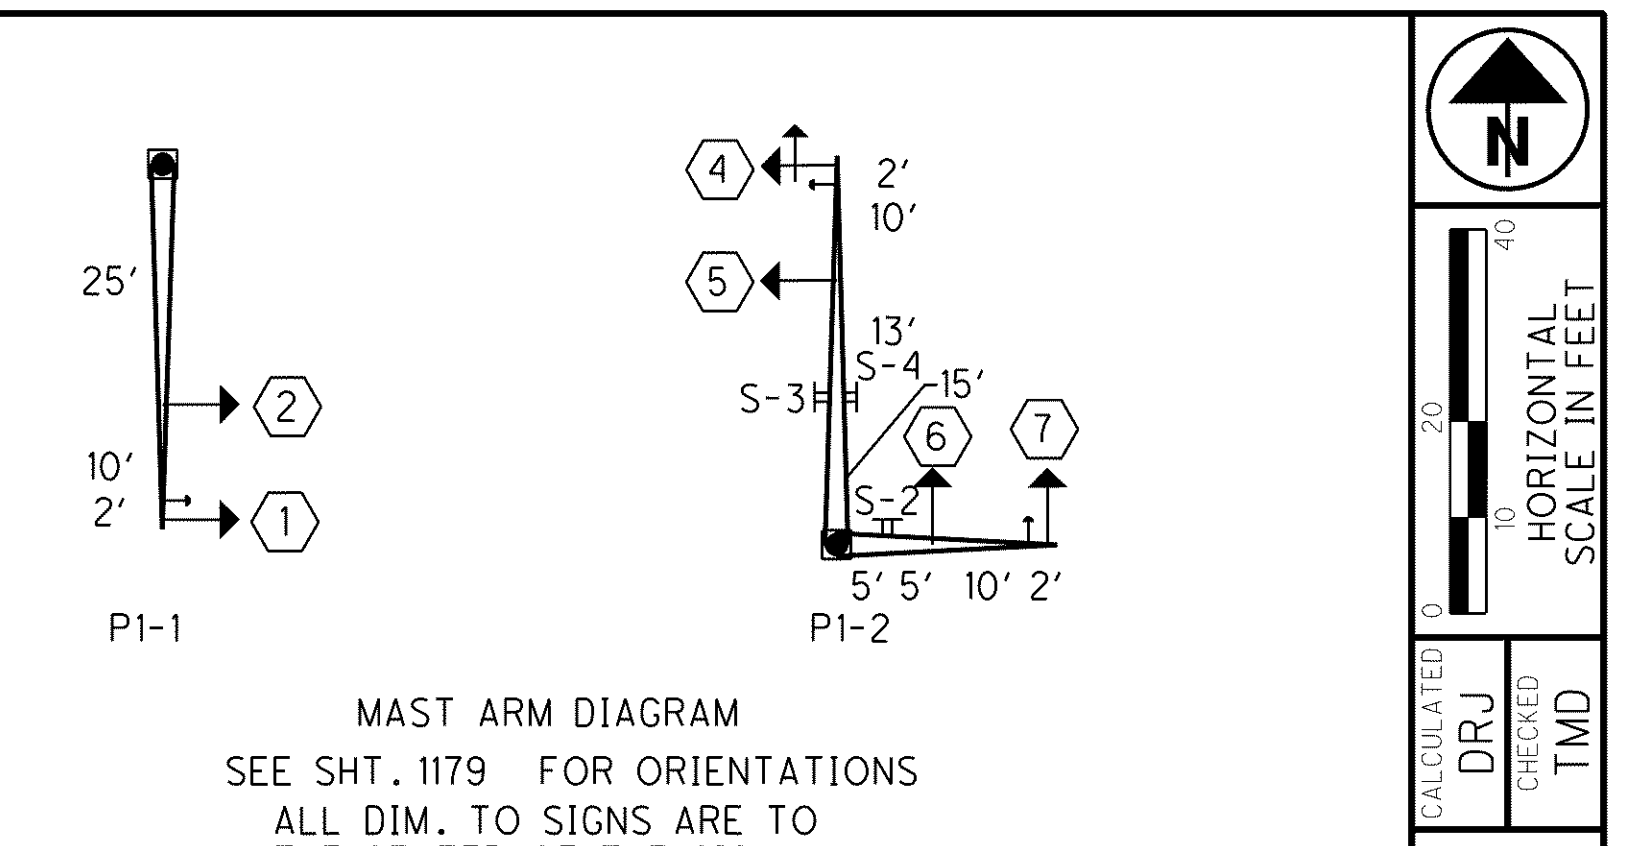 25'
2
10'
2'
1
P1-1
4
2'
10'
5
13'
S-4
S-3
15'
6
7
S-2
5' 5' 10' 2'
P1-2
MAST ARM DIAGRAM
SEE SHT. 1179 FOR ORIENTATIONS
ALL DIM. TO SIGNS ARE TO
N
40
20
10
0
HORIZONTAL
SCALE IN FEET
CALCULATED
DRJ
CHECKED
TMD